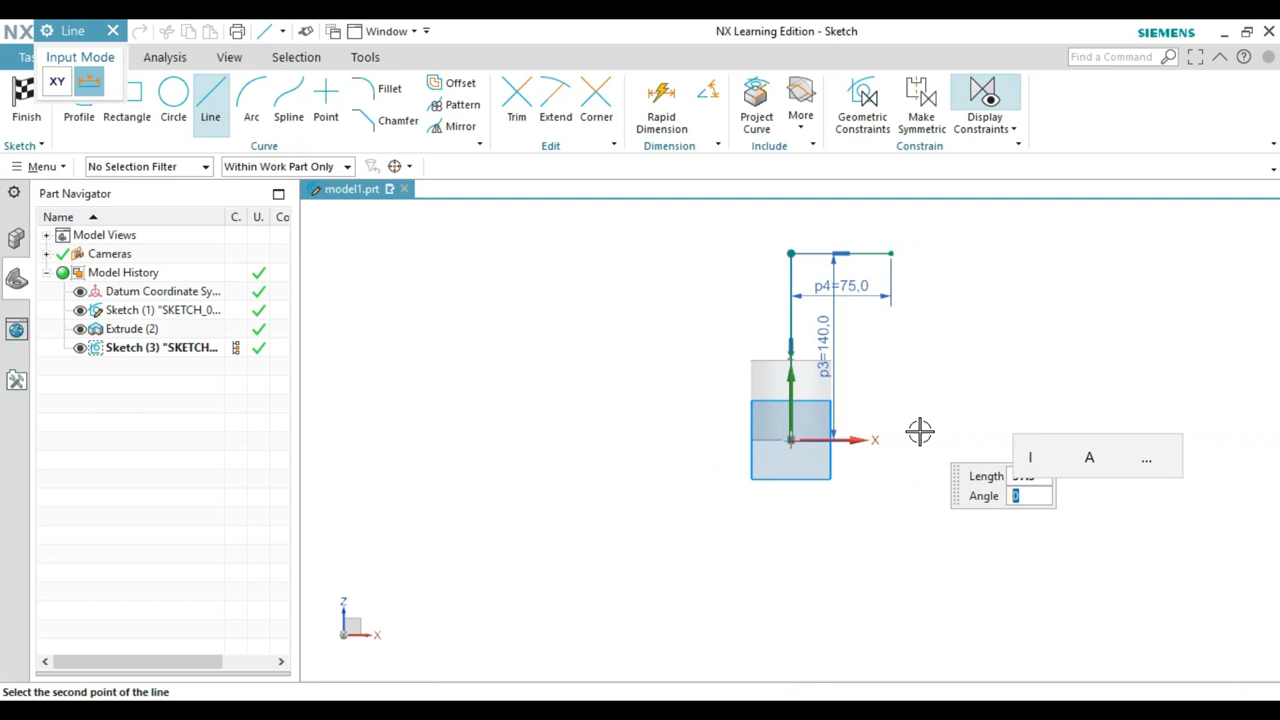 NX Line Window NX Learning Edition - Sketch SIEMENS
Input Mode Analysis View Selection Tools Find a Command
XY
Finish Profile Rectangle Circle Line Arc Spline Point Fillet Chamfer Offset Pattern Mirror Trim Extend Corner Rapid Dimension Project Curve More Geometric Constraints Make Symmetric Display Constraints
Sketch Curve Edit Dimension Include Constrain
Menu No Selection Filter Within Work Part Only
Part Navigator model1.prt
Name C. U. Co
Model Views
Cameras
Model History
Datum Coordinate Sy...
Sketch (1) "SKETCH_0...
Extrude (2)
Sketch (3) "SKETCH...
p4=75,0
p3=140,0
X
I A ...
Length
Angle 0
Z
X
Select the second point of the line